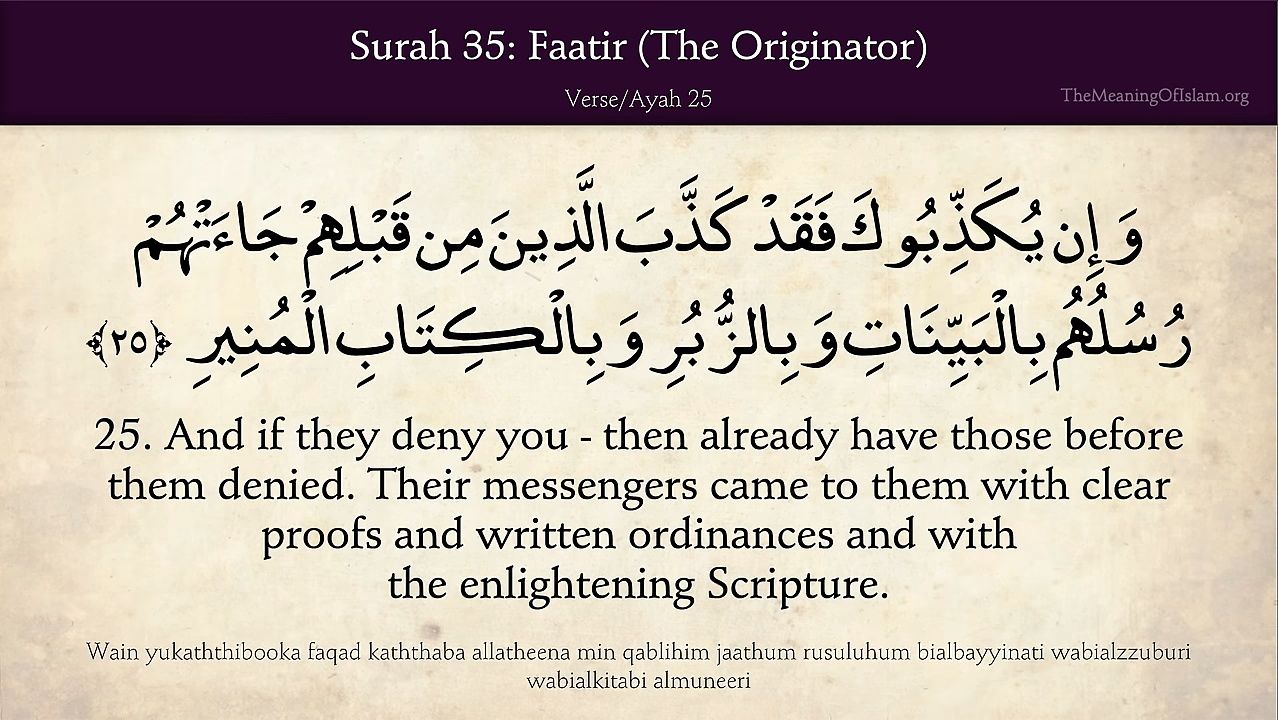 Surah 35: Faatir (The Originator)
Verse/Ayah 25
TheMeaningOfIslam.org
وَإِن يُكَذِّبُوكَ فَقَدْ كَذَّبَ الَّذِينَ مِن قَبْلِهِمْ جَاءَتْهُمْ
رُسُلُهُم بِالْبَيِّنَاتِ وَبِالزُّبُرِ وَبِالْكِتَابِ الْمُنِيرِ ﴿٢٥﴾
25. And if they deny you - then already have those before
them denied. Their messengers came to them with clear
proofs and written ordinances and with
the enlightening Scripture.
Wain yukaththibooka faqad kaththaba allatheena min qablihim jaathum rusuluhum bialbayyinati wabialzzuburi
wabialkitabi almuneeri